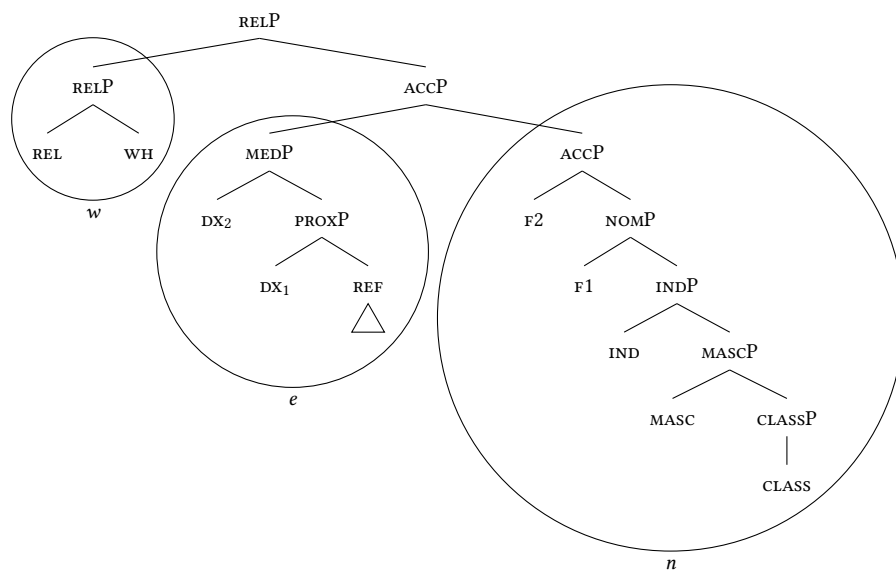 RELP
RELP ACCP
REL WH MEDP ACCP
w DX₂ PROXP F2 NOMP
DX₁ REF F1 INDP
IND MASCP
e MASC CLASSP
CLASS
n